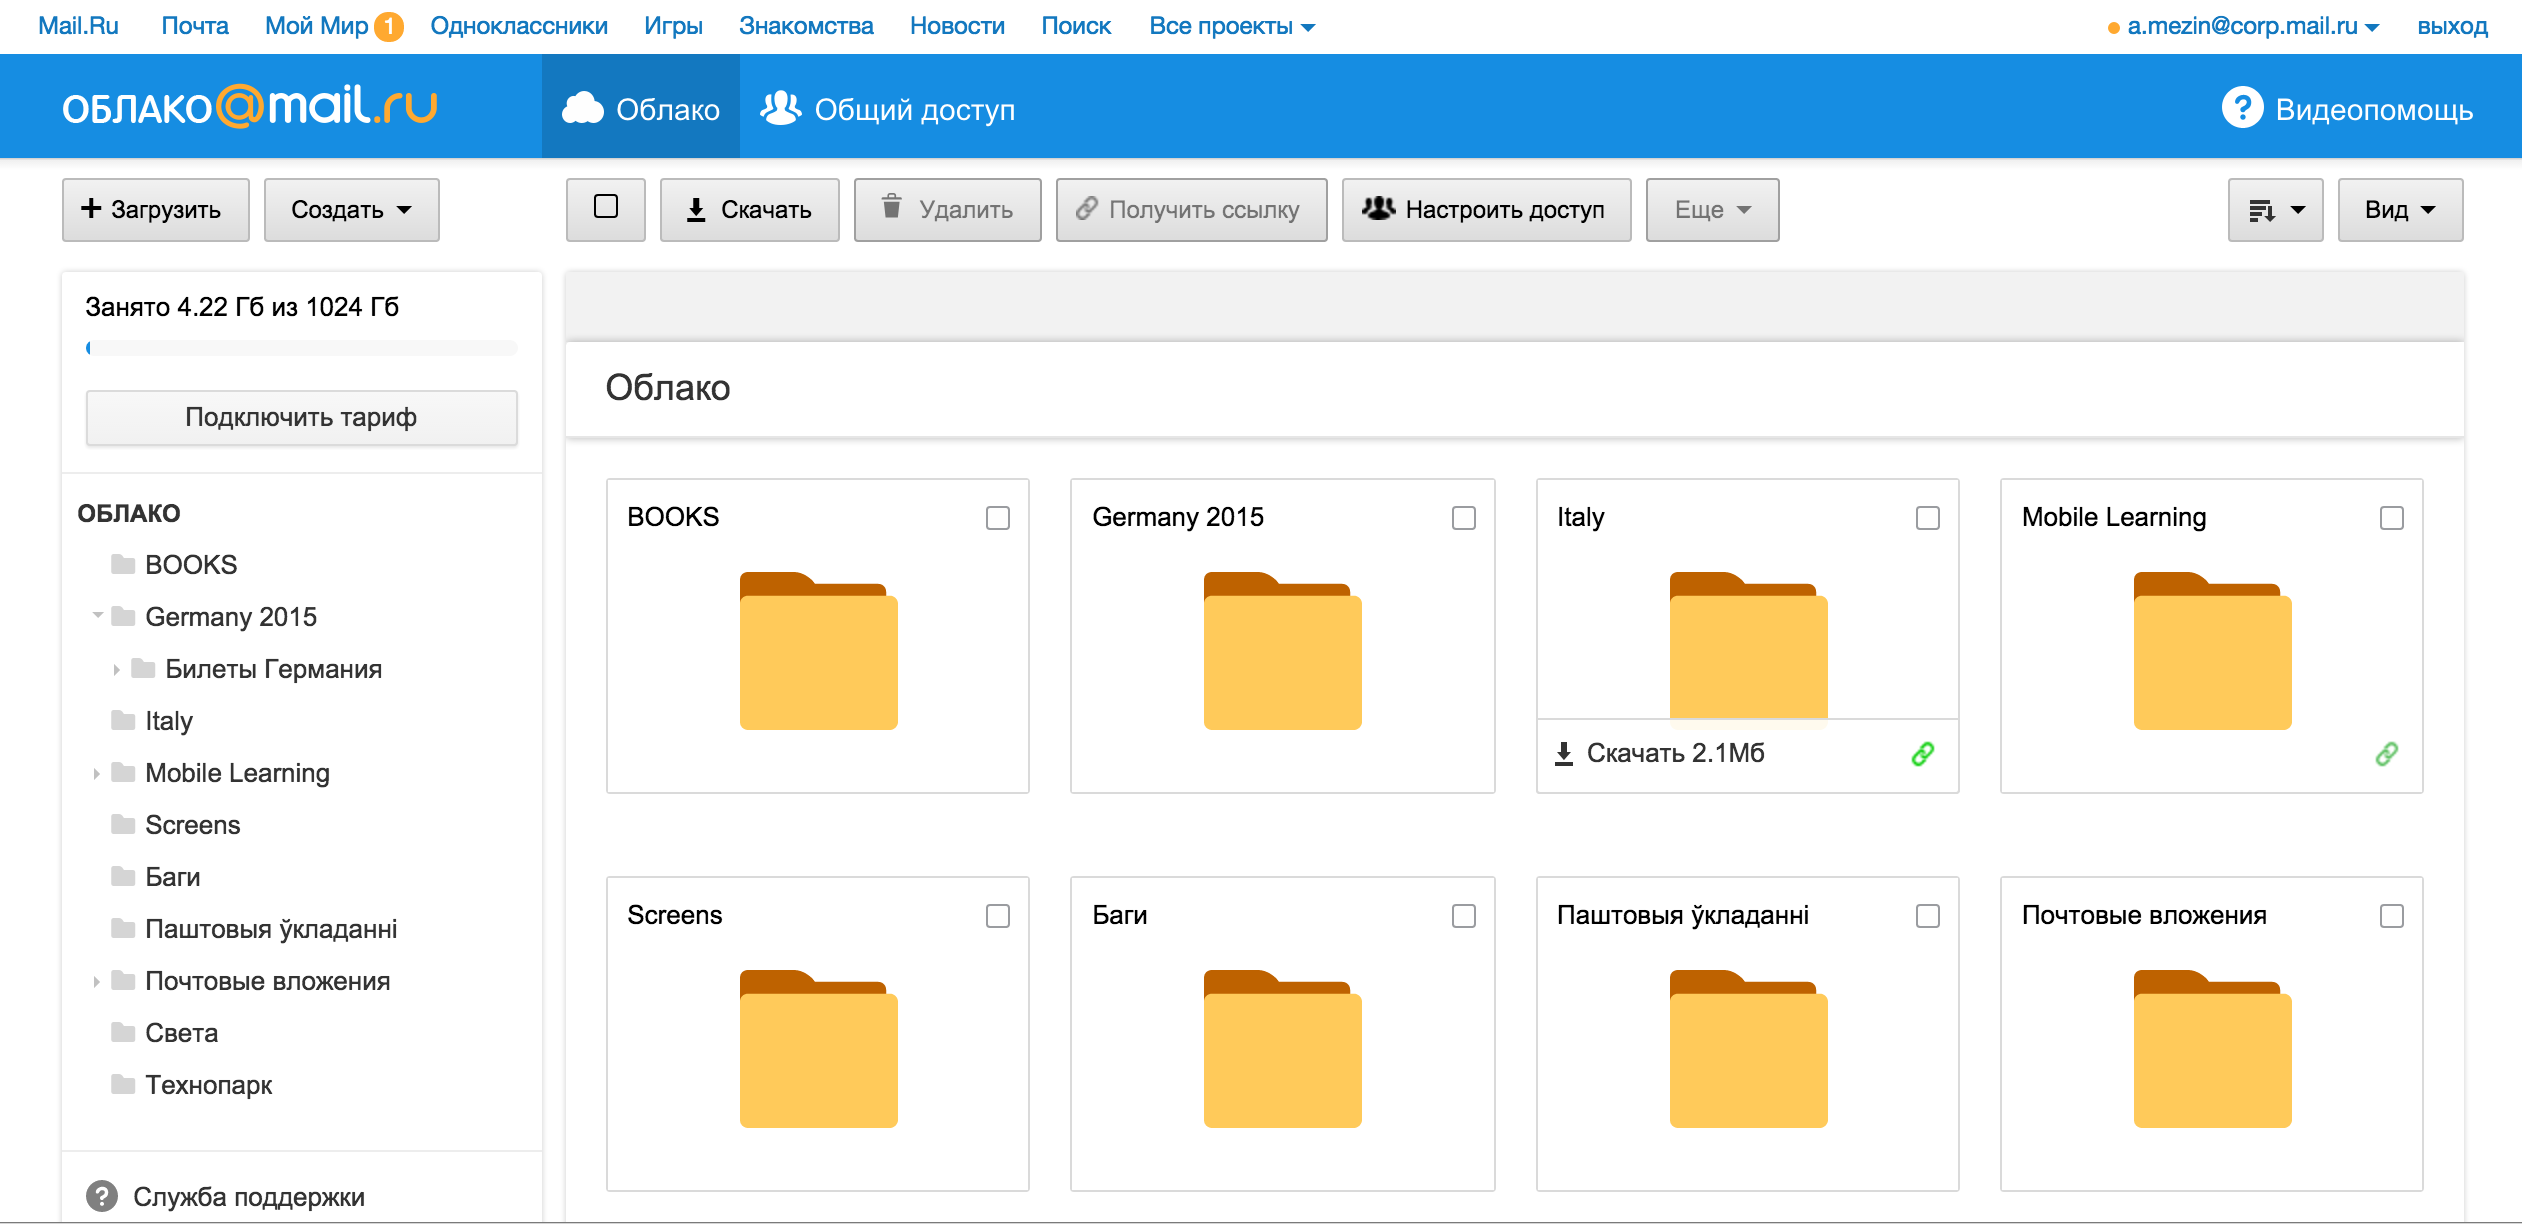 Mail.Ru Почта Мой Мир 1 Одноклассники Игры Знакомства Новости Поиск Все проекты a.mezin@corp.mail.ru выход
ОБЛАКО@mail.ru Облако Общий доступ ? Видеопомощь
+ Загрузить Создать Скачать Удалить Получить ссылку Настроить доступ Еще Вид
Занято 4.22 Гб из 1024 Гб
Подключить тариф
ОБЛАКО
BOOKS
Germany 2015
Билеты Германия
Italy
Mobile Learning
Screens
Баги
Паштовыя ўкладанні
Почтовые вложения
Света
Технопарк
? Служба поддержки
Облако
BOOKS Germany 2015 Italy Mobile Learning
Скачать 2.1Мб
Screens Баги Паштовыя ўкладанні Почтовые вложения